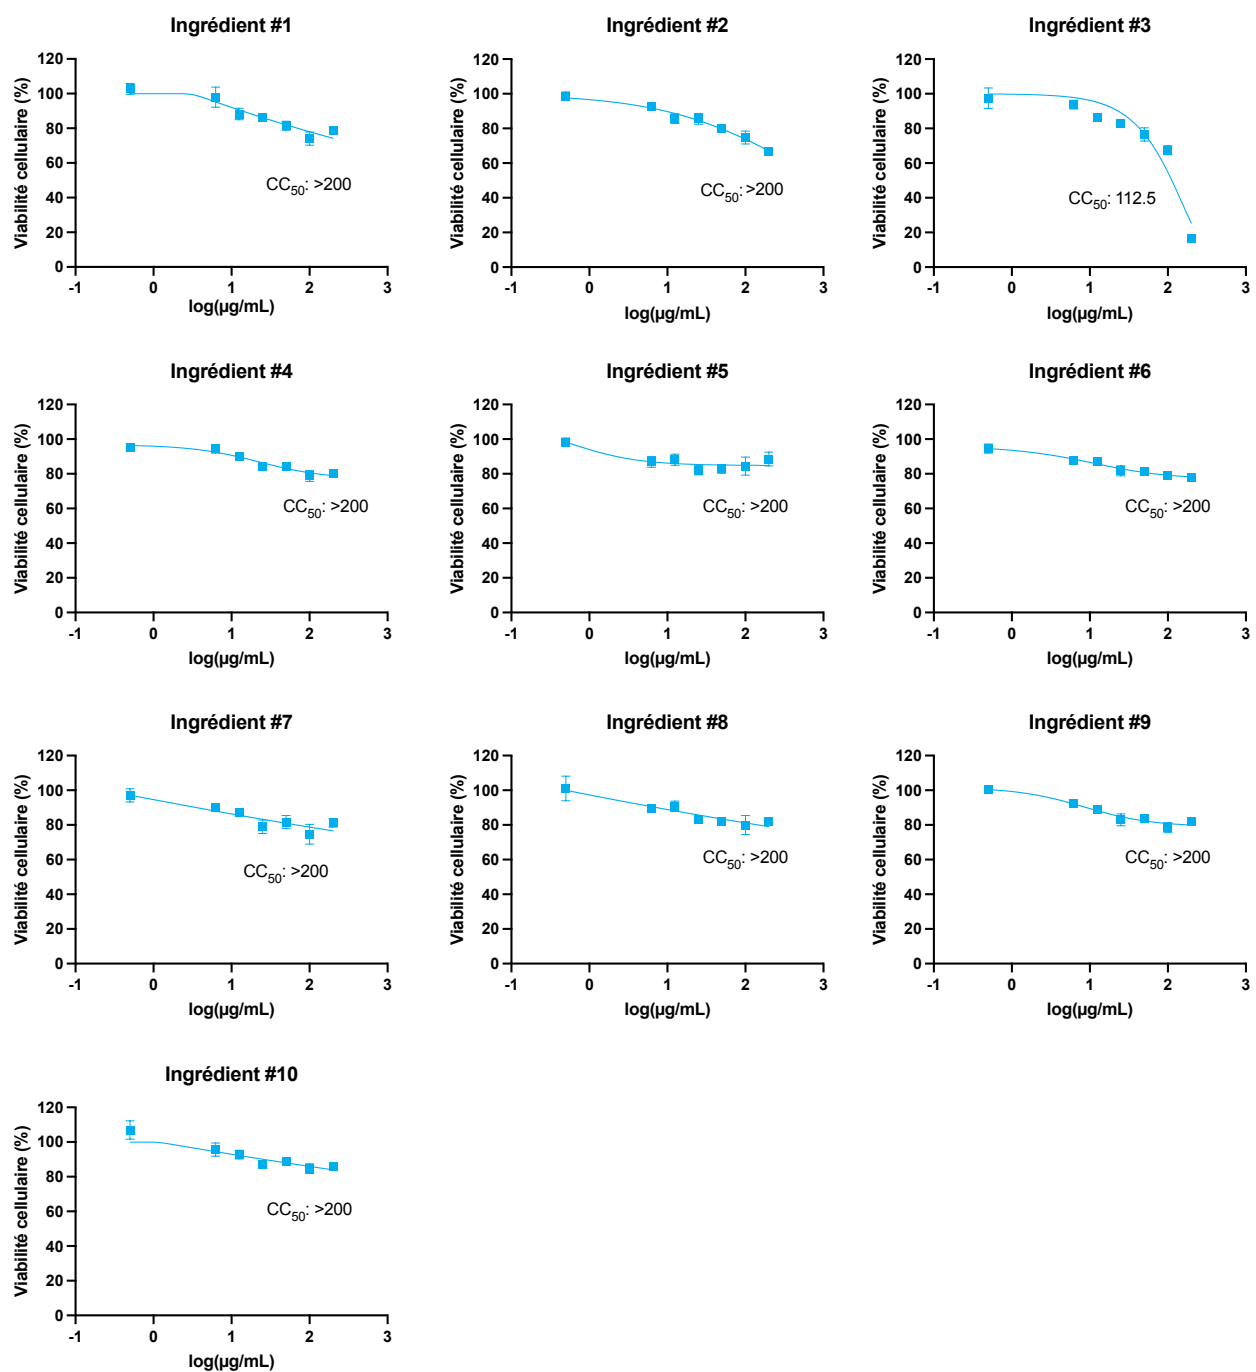 Ingrédient #1
Viabilité cellulaire (%)
120
100
80
60
40
20
0
CC50: >200
-1 0 1 2 3
log(µg/mL)
Ingrédient #2
Viabilité cellulaire (%)
120
100
80
60
40
20
0
CC50: >200
-1 0 1 2 3
log(µg/mL)
Ingrédient #3
Viabilité cellulaire (%)
120
100
80
60
40
20
0
CC50: 112.5
-1 0 1 2 3
log(µg/mL)
Ingrédient #4
Viabilité cellulaire (%)
120
100
80
60
40
20
0
CC50: >200
-1 0 1 2 3
log(µg/mL)
Ingrédient #5
Viabilité cellulaire (%)
120
100
80
60
40
20
0
CC50: >200
-1 0 1 2 3
log(µg/mL)
Ingrédient #6
Viabilité cellulaire (%)
120
100
80
60
40
20
0
CC50: >200
-1 0 1 2 3
log(µg/mL)
Ingrédient #7
Viabilité cellulaire (%)
120
100
80
60
40
20
0
CC50: >200
-1 0 1 2 3
log(µg/mL)
Ingrédient #8
Viabilité cellulaire (%)
120
100
80
60
40
20
0
CC50: >200
-1 0 1 2 3
log(µg/mL)
Ingrédient #9
Viabilité cellulaire (%)
120
100
80
60
40
20
0
CC50: >200
-1 0 1 2 3
log(µg/mL)
Ingrédient #10
Viabilité cellulaire (%)
120
100
80
60
40
20
0
CC50: >200
-1 0 1 2 3
log(µg/mL)